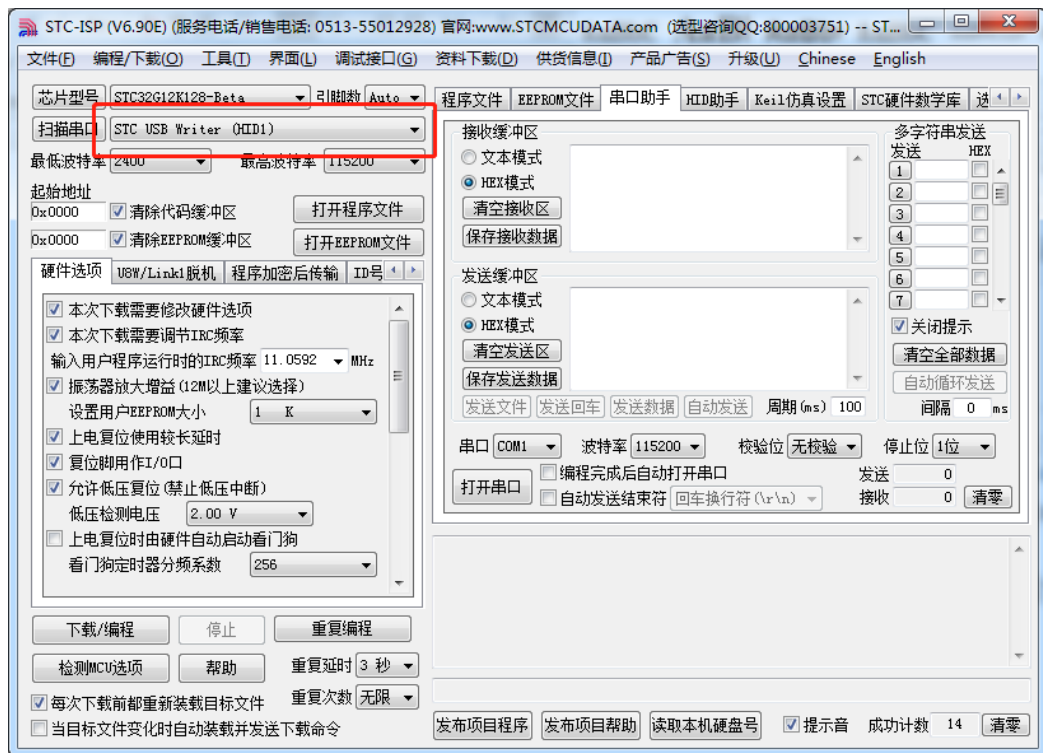 STC-ISP (V6.90E) (服务电话/销售电话: 0513-55012928) 官网:www.STCMCUDATA.com (选型咨询QQ:800003751) -- ST...
文件(F) 编程/下载(O) 工具(T) 界面(L) 调试接口(G) 资料下载(D) 供货信息(I) 产品广告(S) 升级(U) Chinese English
芯片型号 STC32G12K128-Beta 引脚数 Auto
扫描串口 STC USB Writer (HID1)
最低波特率 2400 最高波特率 115200
起始地址
0x0000 清除代码缓冲区 打开程序文件
0x0000 清除EEPROM缓冲区 打开EEPROM文件
硬件选项 U8W/Link1脱机 程序加密后传输 ID号
本次下载需要修改硬件选项
本次下载需要调节IRC频率
输入用户程序运行时的IRC频率 11.0592 MHz
振荡器放大增益(12M以上建议选择)
设置用户EEPROM大小 1 K
上电复位使用较长延时
复位脚用作I/O口
允许低压复位(禁止低压中断)
低压检测电压 2.00 V
上电复位时由硬件自动启动看门狗
看门狗定时器分频系数 256
下载/编程 停止 重复编程
检测MCU选项 帮助 重复延时 3 秒
每次下载前都重新装载目标文件 重复次数 无限
当目标文件变化时自动装载并发送下载命令
程序文件 EEPROM文件 串口助手 HID助手 Keil仿真设置 STC硬件数学库 选
接收缓冲区
文本模式
HEX模式
清空接收区
保存接收数据
发送缓冲区
文本模式
HEX模式
清空发送区
保存发送数据
发送文件 发送回车 发送数据 自动发送 周期(ms) 100
多字符串发送
发送 HEX
1
2
3
4
5
6
7
关闭提示
清空全部数据
自动循环发送
间隔 0 ms
串口 COM1 波特率 115200 校验位 无校验 停止位 1位
打开串口 编程完成后自动打开串口 发送 0
自动发送结束符 回车换行符(\r\n) 接收 0 清零
发布项目程序 发布项目帮助 读取本机硬盘号 提示音 成功计数 14 清零